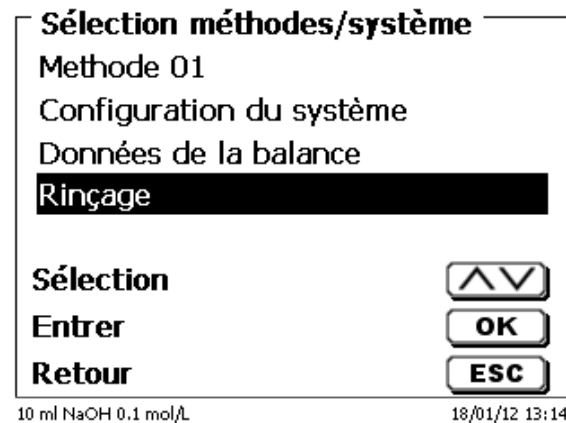 Sélection méthodes/système
Methode 01
Configuration du système
Données de la balance
Rinçage
Sélection
Entrer OK
Retour ESC
10 ml NaOH 0.1 mol/L 18/01/12 13:14